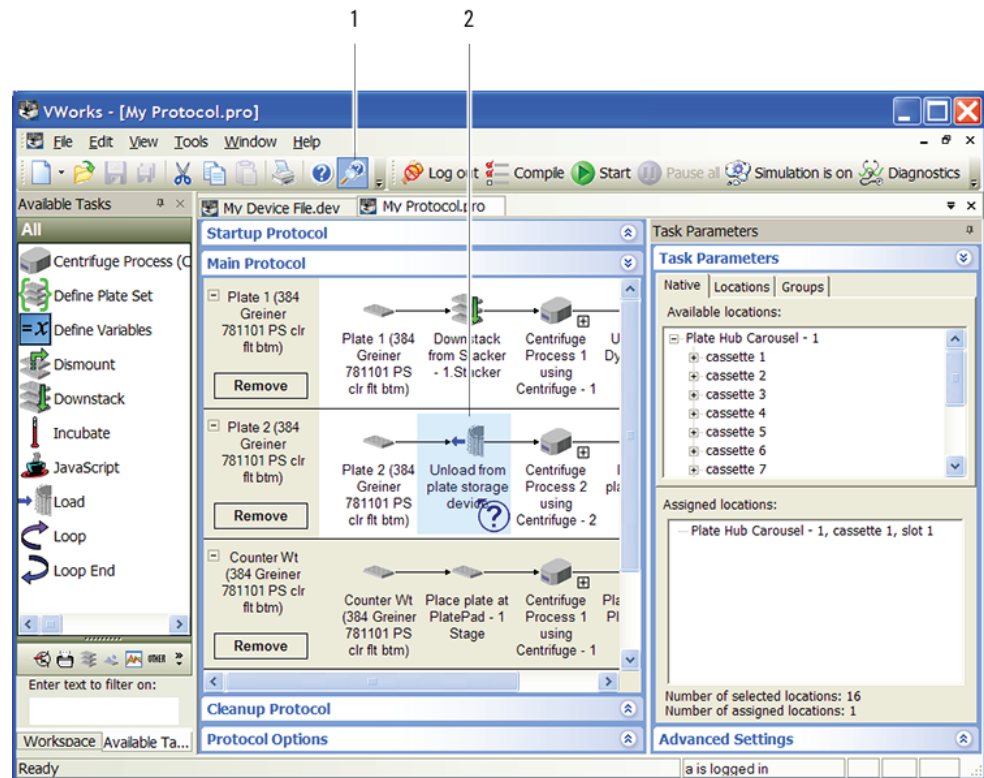 1 2
VWorks - [My Protocol.pro]
File Edit View Tools Window Help
Log out Compile Start Pause all Simulation is on Diagnostics
Available Tasks
My Device File.dev My Protocol.pro
Task Parameters
All
Centrifuge Process (C
Define Plate Set
=x Define Variables
Dismount
Downstack
Incubate
JavaScript
Load
Loop
Loop End
OTHER
Enter text to filter on:
Workspace Available Ta...
Startup Protocol
Main Protocol
Plate 1 (384
Greiner
781101 PS clr
flt btm)
Remove
Plate 1 (384
Greiner
781101 PS
clr flt btm)
Downstack
from Stacker
- 1.Stacker
Centrifuge
Process 1
using
Centrifuge - 1
U
Dy
Plate 2 (384
Greiner
781101 PS clr
flt btm)
Remove
Plate 2 (384
Greiner
781101 PS
clr flt btm)
Unload from
plate storage
device
?
Centrifuge
Process 2
using
Centrifuge - 2
pla
Counter Wt
(384 Greiner
781101 PS clr
flt btm)
Remove
Counter Wt
(384 Greiner
781101 PS
clr flt btm)
Place plate at
PlatePad - 1
Stage
Centrifuge
Process 1
using
Centrifuge - 1
Pla
Pl
Cleanup Protocol
Protocol Options
Task Parameters
Native Locations Groups
Available locations:
Plate Hub Carousel - 1
cassette 1
cassette 2
cassette 3
cassette 4
cassette 5
cassette 6
cassette 7
Assigned locations:
Plate Hub Carousel - 1, cassette 1, slot 1
Number of selected locations: 16
Number of assigned locations: 1
Advanced Settings
Ready
a is logged in